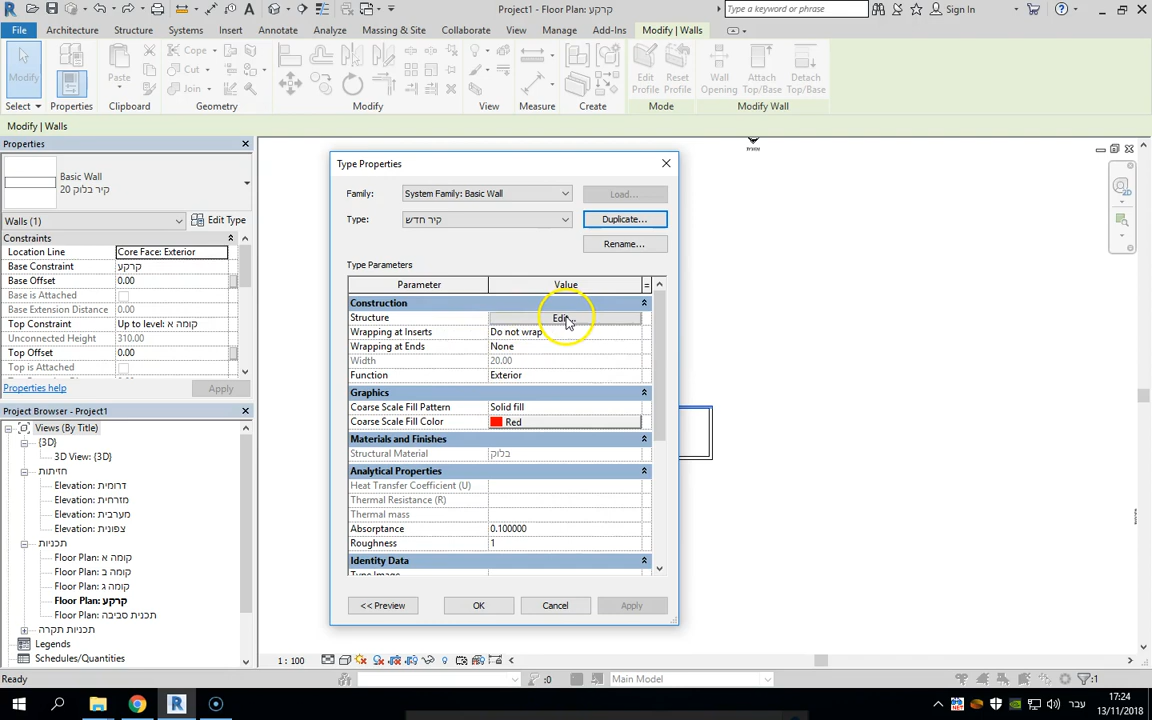 Project1 - Floor Plan: קרקע
Type a keyword or phrase
Sign In
File
Architecture
Structure
Systems
Insert
Annotate
Analyze
Massing & Site
Collaborate
View
Manage
Add-Ins
Modify | Walls
Modify
Paste
Cope
Cut
Join
Edit Profile
Reset Profile
Wall Opening
Attach Top/Base
Detach Top/Base
Select
Properties
Clipboard
Geometry
Modify
View
Measure
Create
Mode
Modify Wall
Modify | Walls
Properties
Basic Wall
קיר בלוק 20
Walls (1)
Edit Type
Constraints
Location Line Core Face: Exterior
Base Constraint קרקע
Base Offset 0.00
Base is Attached
Base Extension Distance 0.00
Top Constraint Up to level: קומה א
Unconnected Height 310.00
Top Offset 0.00
Top is Attached
Properties help
Apply
Project Browser - Project1
Views (By Title)
{3D}
3D View: {3D}
חזיתות
Elevation: דרומית
Elevation: מזרחית
Elevation: מערבית
Elevation: צפונית
תכניות
Floor Plan: קומה א
Floor Plan: קומה ב
Floor Plan: קומה ג
Floor Plan: קרקע
Floor Plan: תכנית סביבה
תכניות תקרה
Legends
Schedules/Quantities
Type Properties
Family: System Family: Basic Wall
Load...
Type: קיר חדש
Duplicate...
Rename...
Type Parameters
Parameter Value =
Construction
Structure Edit...
Wrapping at Inserts Do not wrap
Wrapping at Ends None
Width 20.00
Function Exterior
Graphics
Coarse Scale Fill Pattern Solid fill
Coarse Scale Fill Color Red
Materials and Finishes
Structural Material בלוק
Analytical Properties
Heat Transfer Coefficient (U)
Thermal Resistance (R)
Thermal mass
Absorptance 0.100000
Roughness 1
Identity Data
Type Image
<< Preview
OK
Cancel
Apply
1 : 100
Ready
:0
Main Model
:1
עבר
17:24
13/11/2018